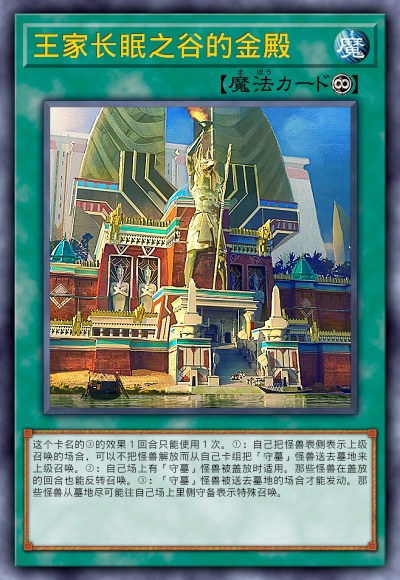 王家长眠之谷的金殿
魔
【魔法カード】
ま ほう
这个卡名的③的效果1回合只能使用1次。①：自己把怪兽表侧表示上级
召唤的场合，可以不把怪兽解放而从自己卡组把「守墓」怪兽送去墓地来
上级召唤。②：自己场上有「守墓」怪兽被盖放时适用。那些怪兽在盖放
的回合也能反转召唤。③：「守墓」怪兽被送去墓地的场合才能发动。那
些怪兽从墓地尽可能往自己场上里侧守备表示特殊召唤。